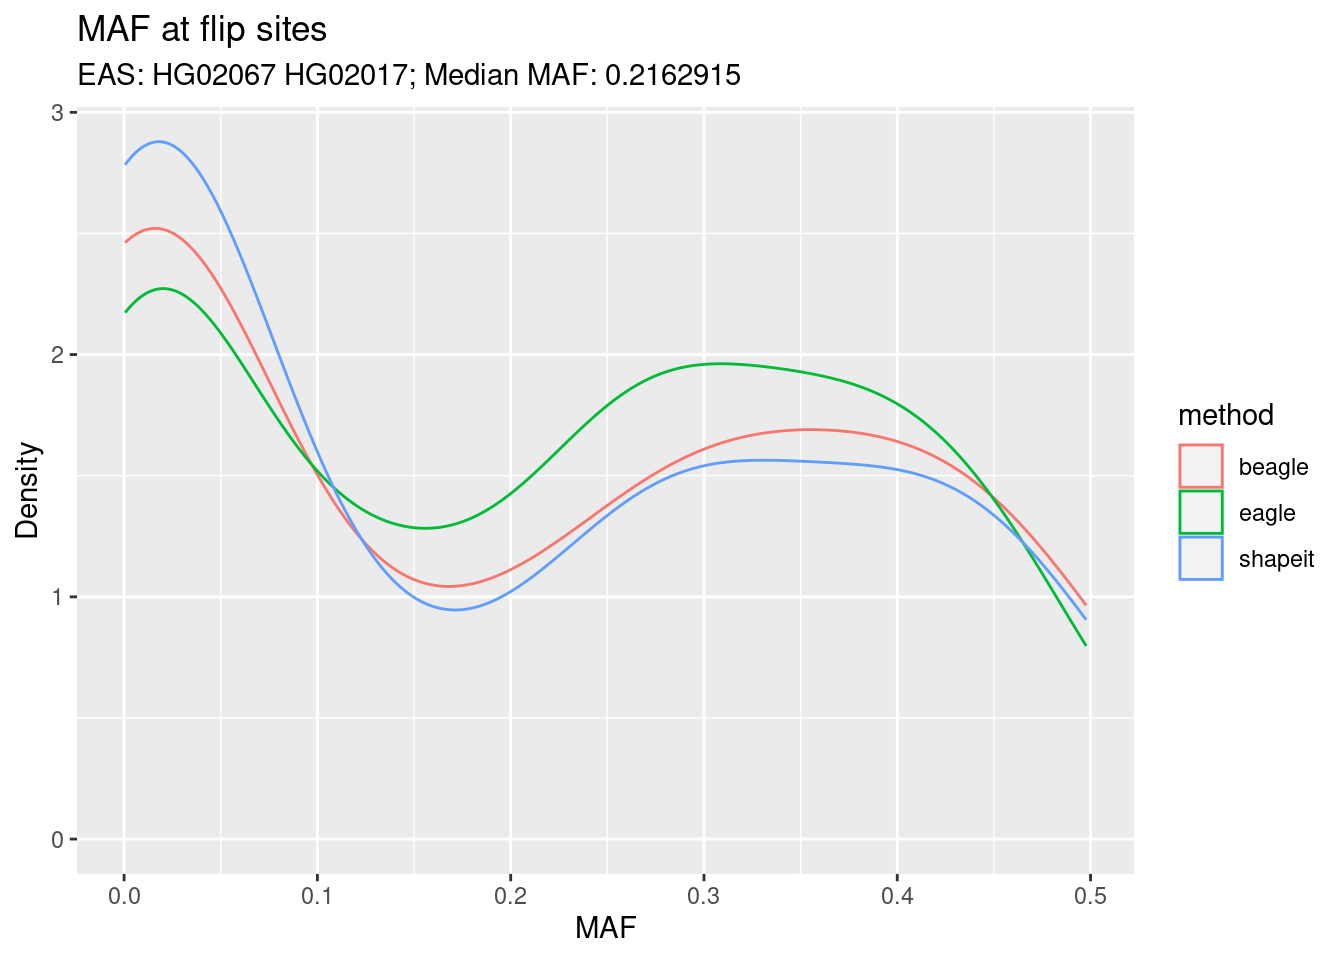 MAF at flip sites
EAS: HG02067 HG02017; Median MAF: 0.2162915
3
2
1
0
Density
0.0 0.1 0.2 0.3 0.4 0.5
MAF
method
beagle
eagle
shapeit